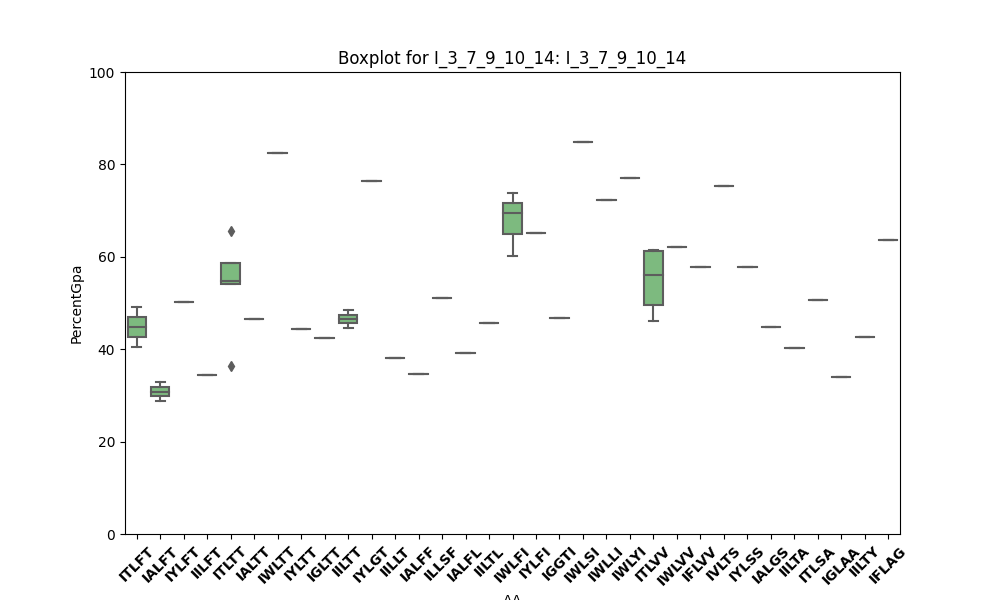 Boxplot for I_3_7_9_10_14: I_3_7_9_10_14
100
80
60
40
20
0
PercentGpa
ITLFT IALFT IYLFT IILFT ITLTT IALTT IWLTT IYLTT IGLTT IILTT IYLGT IILLT IALFF ILLSF IALFL IILTL IWLFI IYLFI IGGTI IWLSI IWLLI IWLYI ITLVV IWLVV IFLVV IVLTS IYLSS IALGS IILTA ITLSA IGLAA IILTY IFLAG
AA